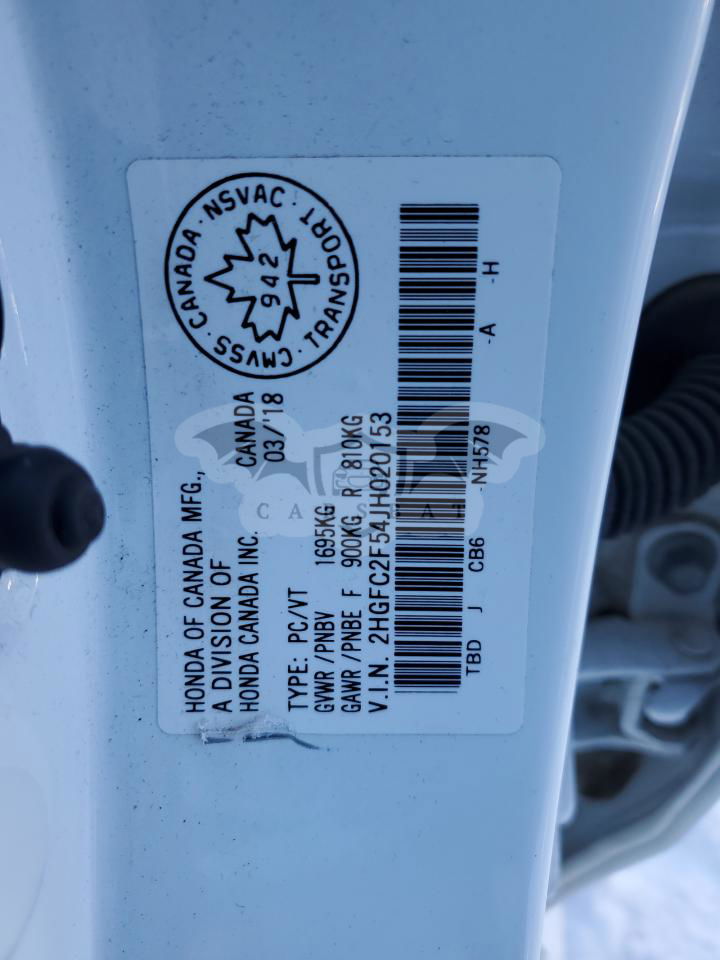 CMVSS · CANADA · NSVAC · TRANSPORT ·
942
HONDA OF CANADA MFG.,
A DIVISION OF
HONDA CANADA INC. CANADA
03/'18
TYPE: PC/VT
GVWR /PNBV 1695KG
GAWR /PNBE F 900KG R 810KG
V.I.N. 2HGFC2F54JH020153
TBD J CB6 -NH578 -A -H